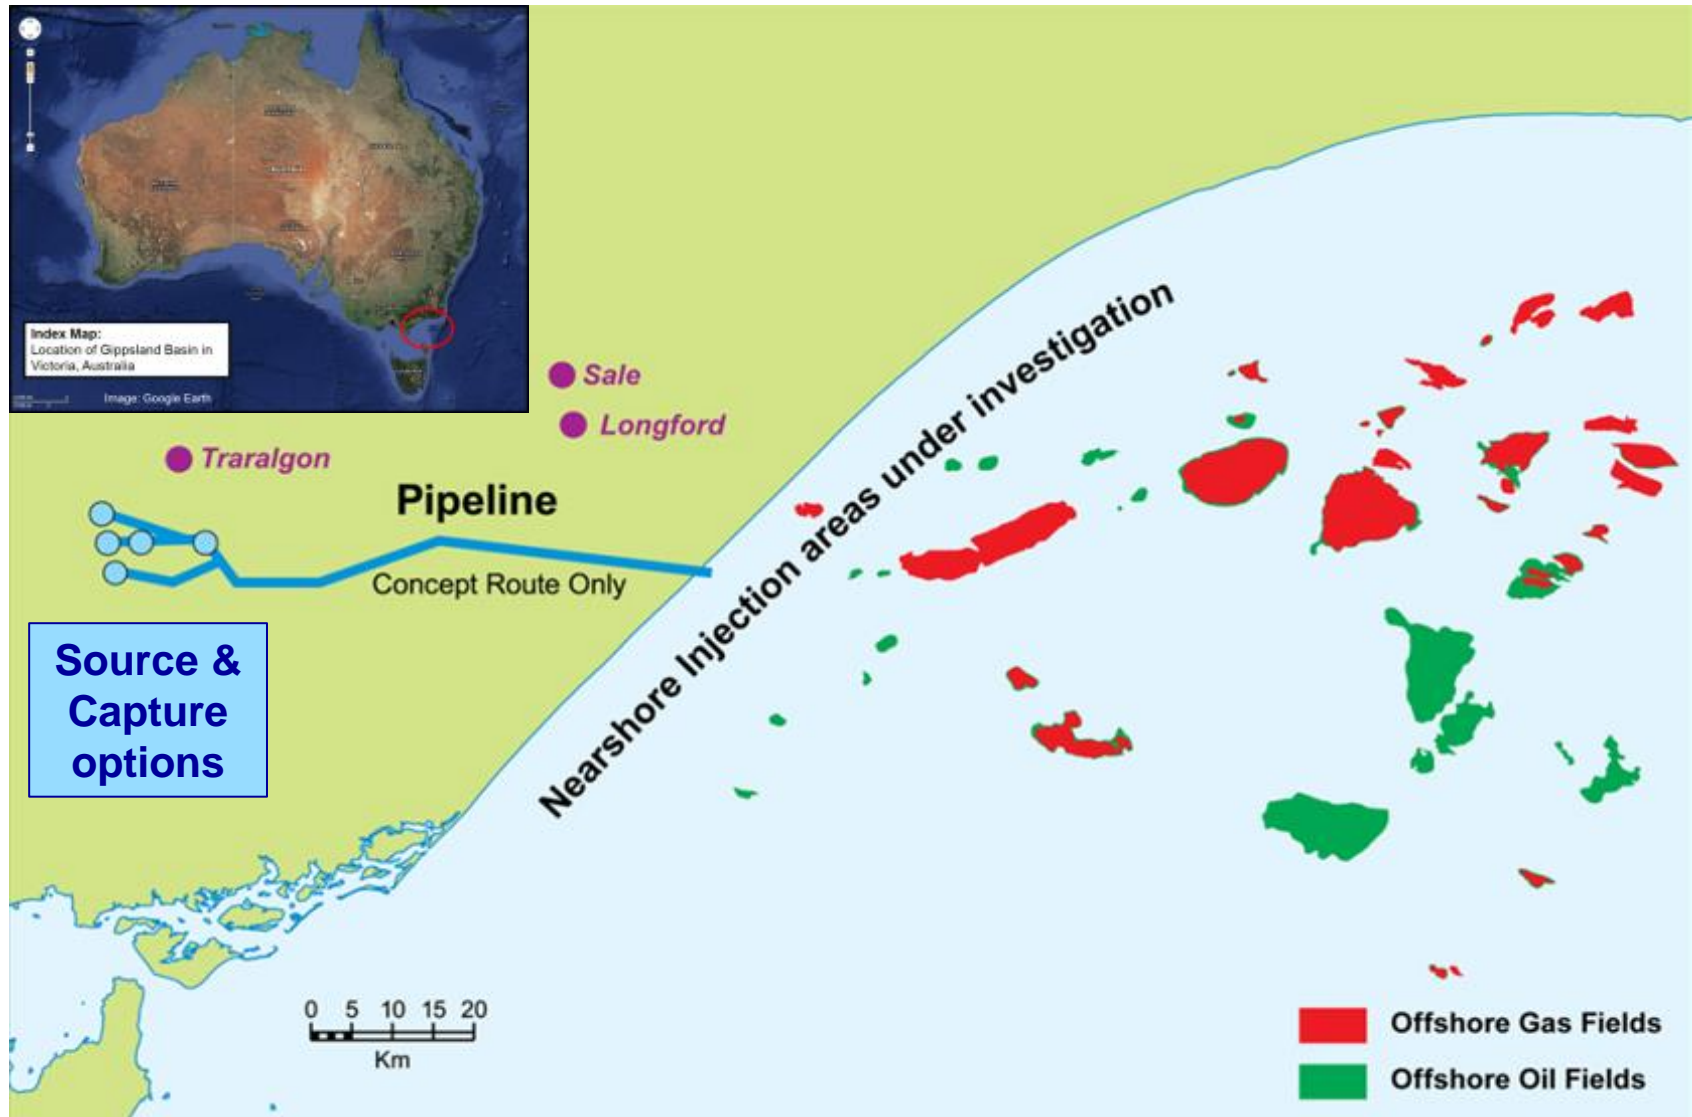 Index Map:
Location of Gippsland Basin in
Victoria, Australia
Image: Google Earth
Sale
Longford
Traralgon
Pipeline
Concept Route Only
Source &
Capture
options
Nearshore Injection areas under investigation
0 5 10 15 20
Km
Offshore Gas Fields
Offshore Oil Fields